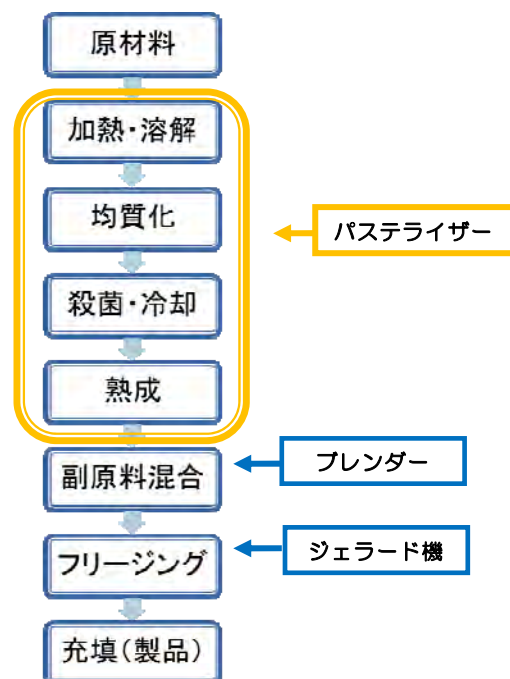 原材料
加熱・溶解
均質化
パステライザー
殺菌・冷却
熟成
副原料混合
ブレンダー
フリージング
ジェラード機
充填(製品)